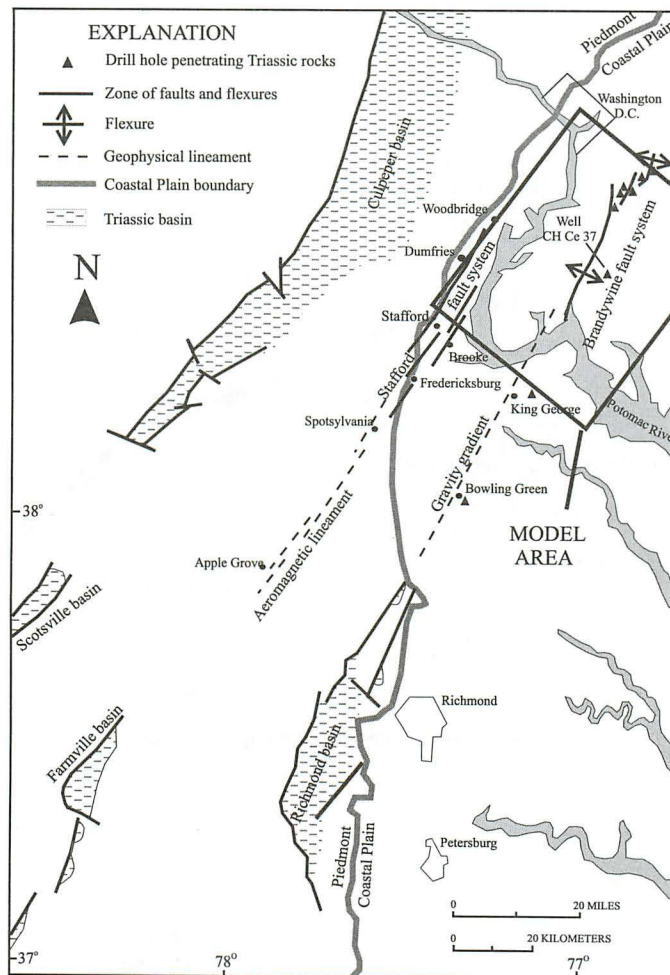 EXPLANATION
Drill hole penetrating Triassic rocks
Zone of faults and flexures
Flexure
Geophysical lineament
Coastal Plain boundary
Triassic basin
N
Piedmont
Coastal Plain
Washington
D.C.
Culpeper basin
Woodbridge
Well
CH Ce 37
Dumfries
Stafford
fault system
Brandywine fault system
Stafford
Brooke
Fredericksburg
King George
Potomac River
Spotsylvania
Gravity gradient
Bowling Green
38°
MODEL
AREA
Apple Grove
Aeromagnetic lineament
Scotsville basin
Richmond
Farmville basin
Richmond basin
Piedmont
Coastal Plain
Petersburg
0 20 MILES
0 20 KILOMETERS
37°
78°
77°